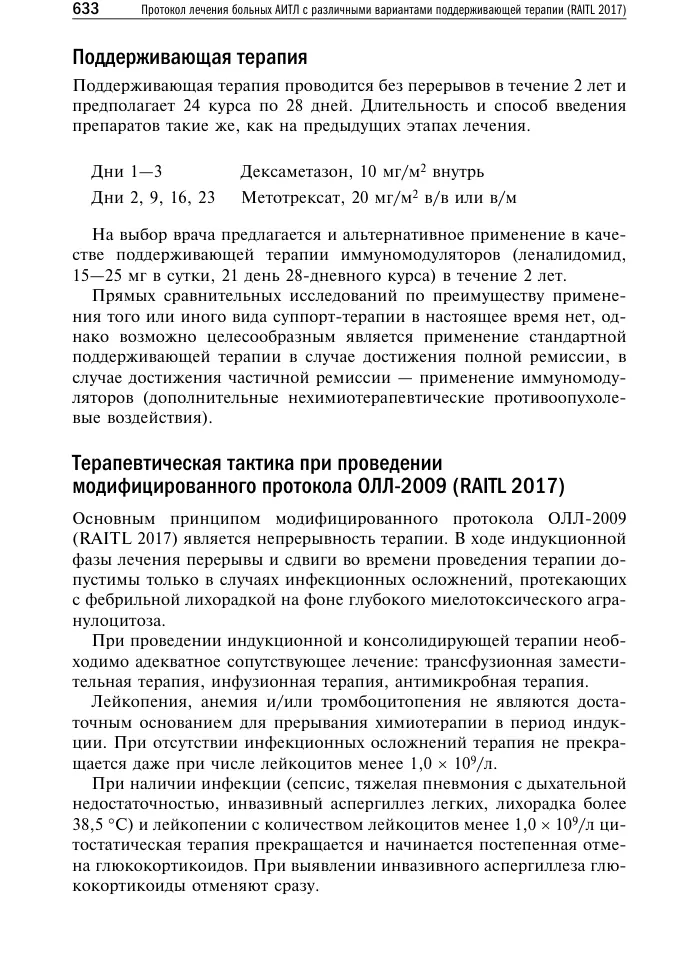 633 Протокол лечения больных АИТЛ с различными вариантами поддерживающей терапии (RAITL 2017)
Поддерживающая терапия
Поддерживающая терапия проводится без перерывов в течение 2 лет и
предполагает 24 курса по 28 дней. Длительность и способ введения
препаратов такие же, как на предыдущих этапах лечения.
Дни 1—3 Дексаметазон, 10 мг/м² внутрь
Дни 2, 9, 16, 23 Метотрексат, 20 мг/м² в/в или в/м
На выбор врача предлагается и альтернативное применение в каче-
стве поддерживающей терапии иммуномодуляторов (леналидомид,
15—25 мг в сутки, 21 день 28-дневного курса) в течение 2 лет.
Прямых сравнительных исследований по преимуществу примене-
ния того или иного вида суппорт-терапии в настоящее время нет, од-
нако возможно целесообразным является применение стандартной
поддерживающей терапии в случае достижения полной ремиссии, в
случае достижения частичной ремиссии — применение иммуномоду-
ляторов (дополнительные нехимиотерапевтические противоопухоле-
вые воздействия).
Терапевтическая тактика при проведении
модифицированного протокола ОЛЛ-2009 (RAITL 2017)
Основным принципом модифицированного протокола ОЛЛ-2009
(RAITL 2017) является непрерывность терапии. В ходе индукционной
фазы лечения перерывы и сдвиги во времени проведения терапии до-
пустимы только в случаях инфекционных осложнений, протекающих
с фебрильной лихорадкой на фоне глубокого миелотоксического агра-
нулоцитоза.
При проведении индукционной и консолидирующей терапии необ-
ходимо адекватное сопутствующее лечение: трансфузионная замести-
тельная терапия, инфузионная терапия, антимикробная терапия.
Лейкопения, анемия и/или тромбоцитопения не являются доста-
точным основанием для прерывания химиотерапии в период индук-
ции. При отсутствии инфекционных осложнений терапия не прекра-
щается даже при числе лейкоцитов менее 1,0 × 10⁹/л.
При наличии инфекции (сепсис, тяжелая пневмония с дыхательной
недостаточностью, инвазивный аспергиллез легких, лихорадка более
38,5 °С) и лейкопении с количеством лейкоцитов менее 1,0 × 10⁹/л ци-
тостатическая терапия прекращается и начинается постепенная отме-
на глюкокортикоидов. При выявлении инвазивного аспергиллеза глю-
кокортикоиды отменяют сразу.